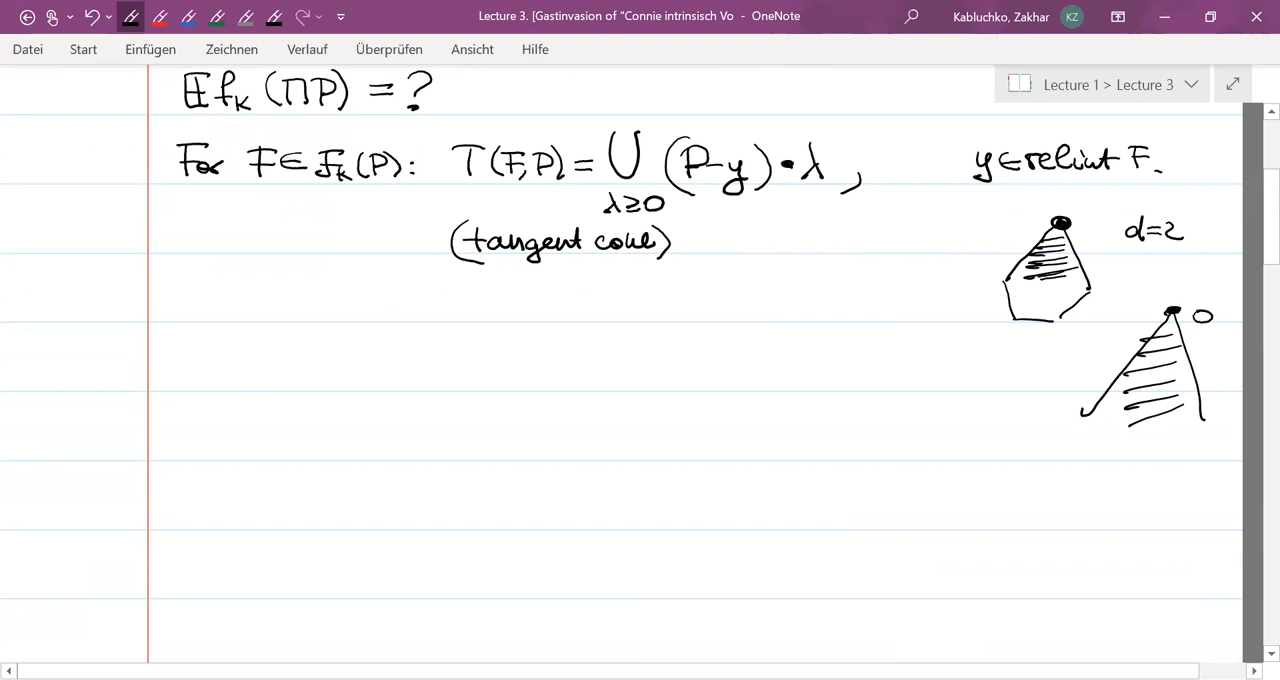 Lecture 3. [Gastinvasion of "Connie intrinsisch Vo - OneNote
Kabluchko, Zakhar KZ
Datei Start Einfügen Zeichnen Verlauf Überprüfen Ansicht Hilfe
𝔼 f_k (ΠP) = ?
Lecture 1 > Lecture 3
For F ∈ 𝓕_k(P): T(F,P) = ⋃_{λ≥0} (P-y)·λ, y ∈ relint F.
(tangent cone)
d=2
0